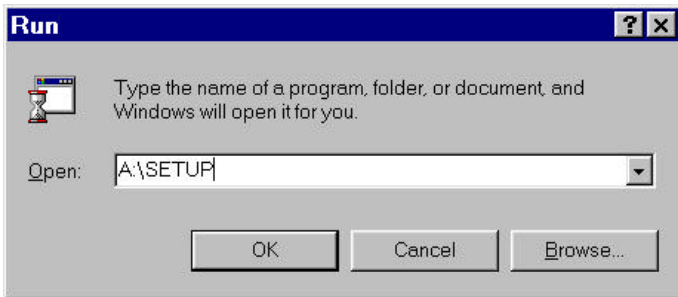 Run
Type the name of a program, folder, or document, and
Windows will open it for you.
Open: A:\SETUP
OK Cancel Browse...